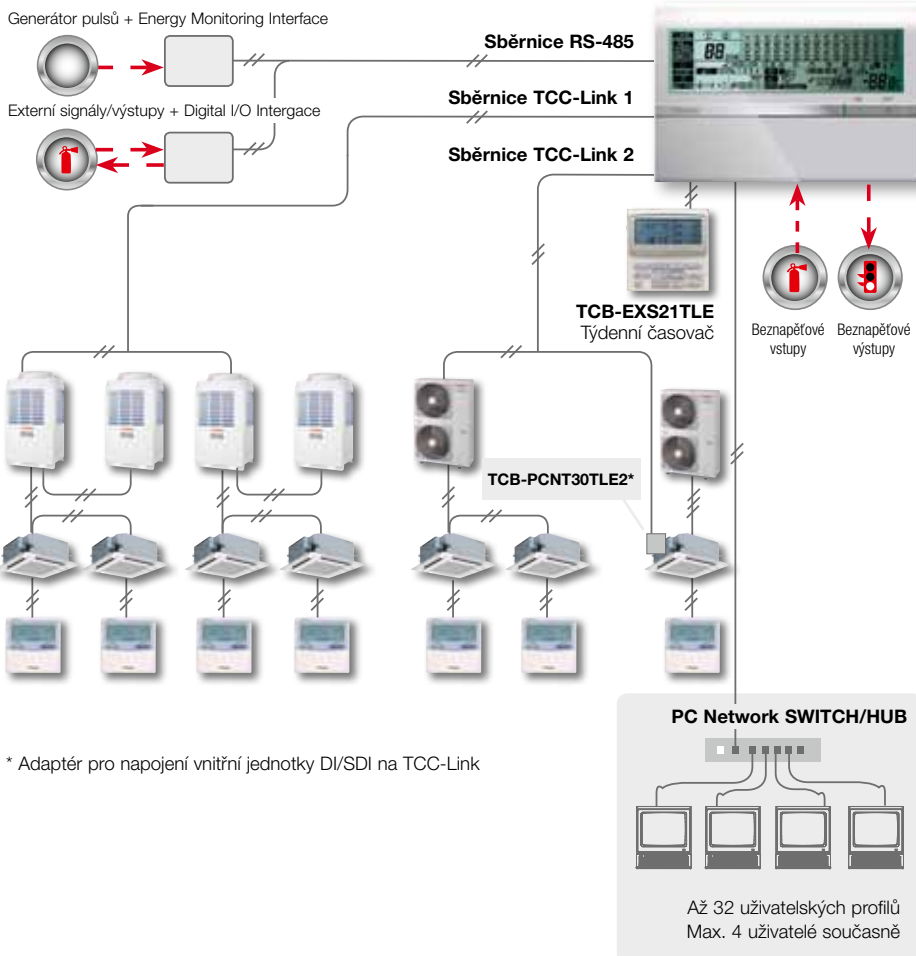 Generátor pulsů + Energy Monitoring Interface
Sběrnice RS-485
Externí signály/výstupy + Digital I/O Intergace
Sběrnice TCC-Link 1
Sběrnice TCC-Link 2
TCB-EXS21TLE
Týdenní časovač
Beznapěťové
vstupy
Beznapěťové
výstupy
TCB-PCNT30TLE2*
PC Network SWITCH/HUB
* Adaptér pro napojení vnitřní jednotky DI/SDI na TCC-Link
Až 32 uživatelských profilů
Max. 4 uživatelé současně